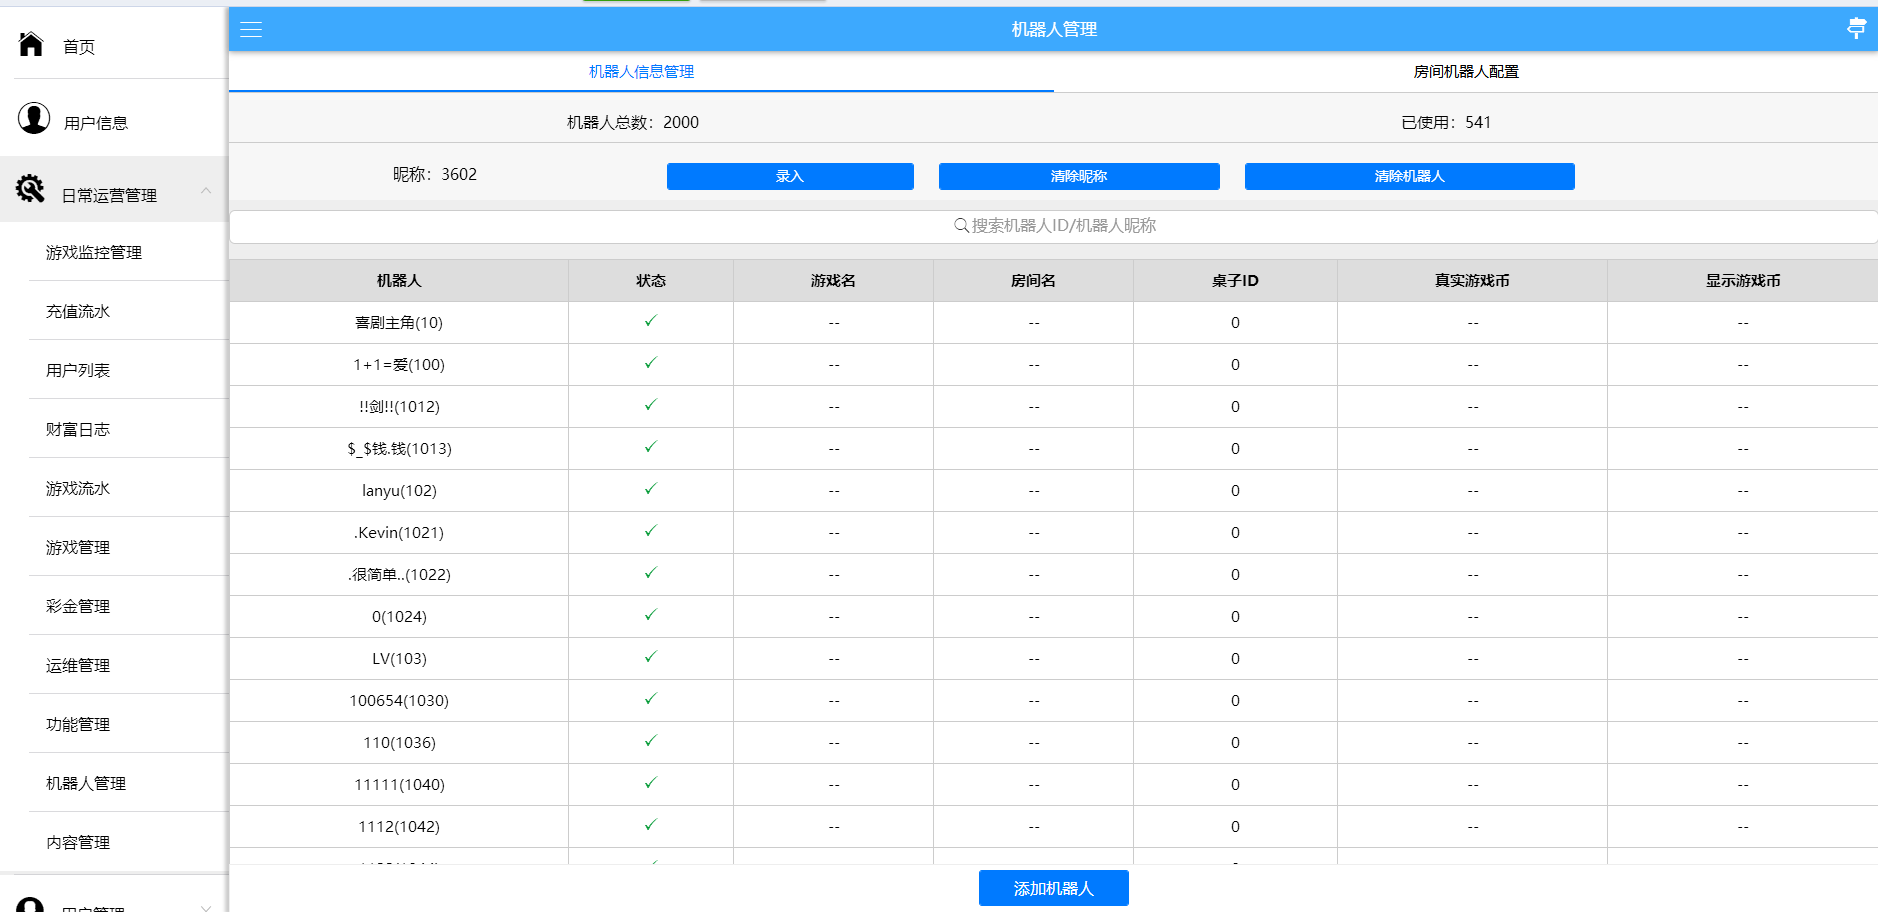 首页
用户信息
日常运营管理
游戏监控管理
充值流水
用户列表
财富日志
游戏流水
游戏管理
彩金管理
运维管理
功能管理
机器人管理
内容管理
用户管理
机器人管理
机器人信息管理 房间机器人配置
机器人总数：2000 已使用：541
昵称：3602 录入 清除昵称 清除机器人
搜索机器人ID/机器人昵称
机器人 状态 游戏名 房间名 桌子ID 真实游戏币 显示游戏币
喜剧主角(10) ✓ -- -- 0 -- --
1+1=爱(100) ✓ -- -- 0 -- --
!!剑!!(1012) ✓ -- -- 0 -- --
$_$钱.钱(1013) ✓ -- -- 0 -- --
lanyu(102) ✓ -- -- 0 -- --
.Kevin(1021) ✓ -- -- 0 -- --
.很简单..(1022) ✓ -- -- 0 -- --
0(1024) ✓ -- -- 0 -- --
LV(103) ✓ -- -- 0 -- --
100654(1030) ✓ -- -- 0 -- --
110(1036) ✓ -- -- 0 -- --
11111(1040) ✓ -- -- 0 -- --
1112(1042) ✓ -- -- 0 -- --
添加机器人